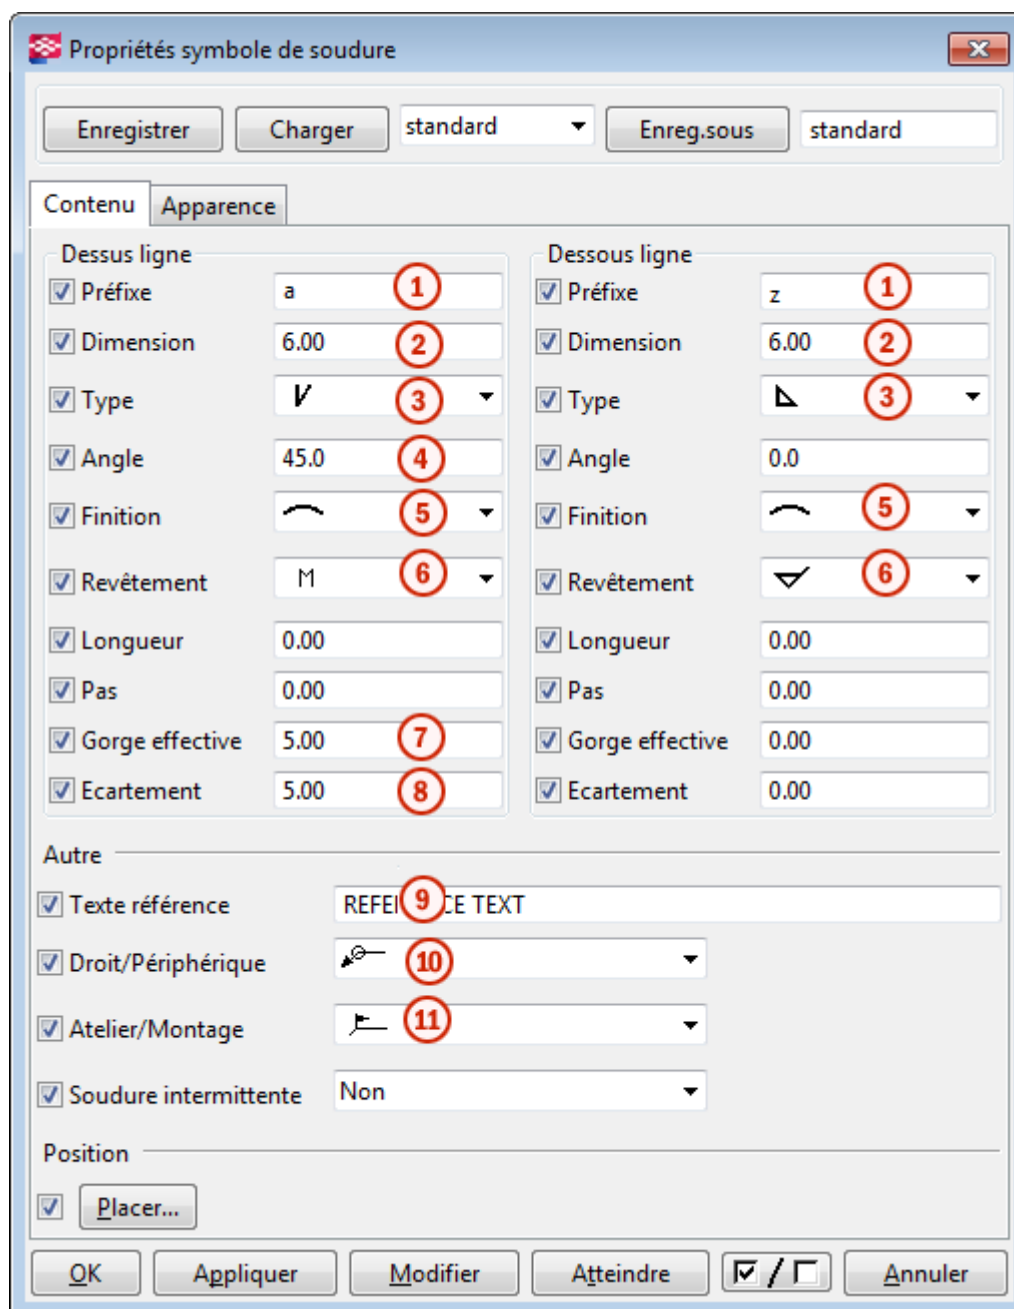 Propriétés symbole de soudure
Enregistrer Charger standard Enreg.sous standard
Contenu Apparence
Dessus ligne Dessous ligne
Préfixe a 1 Préfixe z 1
Dimension 6.00 2 Dimension 6.00 2
Type 3 Type 3
Angle 45.0 4 Angle 0.0
Finition 5 Finition 5
Revêtement M 6 Revêtement 6
Longueur 0.00 Longueur 0.00
Pas 0.00 Pas 0.00
Gorge effective 5.00 7 Gorge effective 0.00
Ecartement 5.00 8 Ecartement 0.00
Autre
Texte référence REFE 9 CE TEXT
Droit/Périphérique 10
Atelier/Montage 11
Soudure intermittente Non
Position
Placer...
OK Appliquer Modifier Atteindre / Annuler